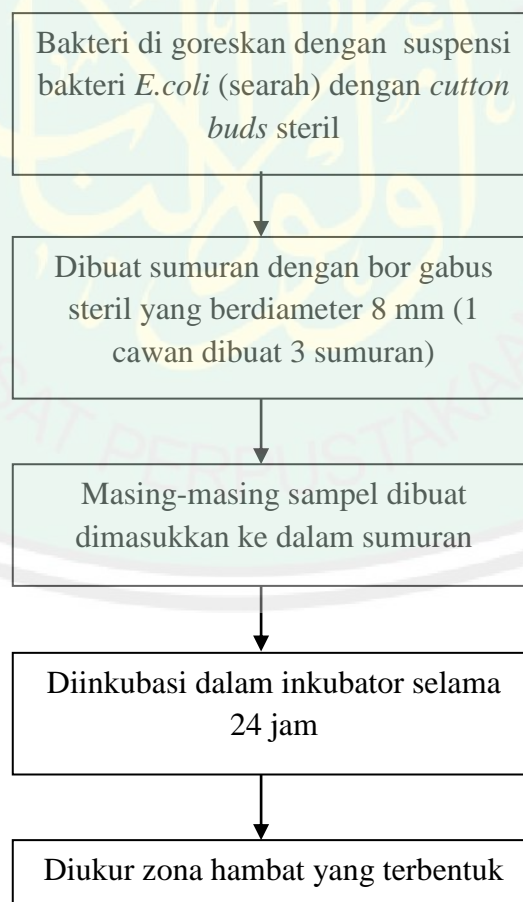 Bakteri di goreskan dengan suspensi
bakteri E.coli (searah) dengan cutton
buds steril
Dibuat sumuran dengan bor gabus
steril yang berdiameter 8 mm (1
cawan dibuat 3 sumuran)
Masing-masing sampel dibuat
dimasukkan ke dalam sumuran
Diinkubasi dalam inkubator selama
24 jam
Diukur zona hambat yang terbentuk